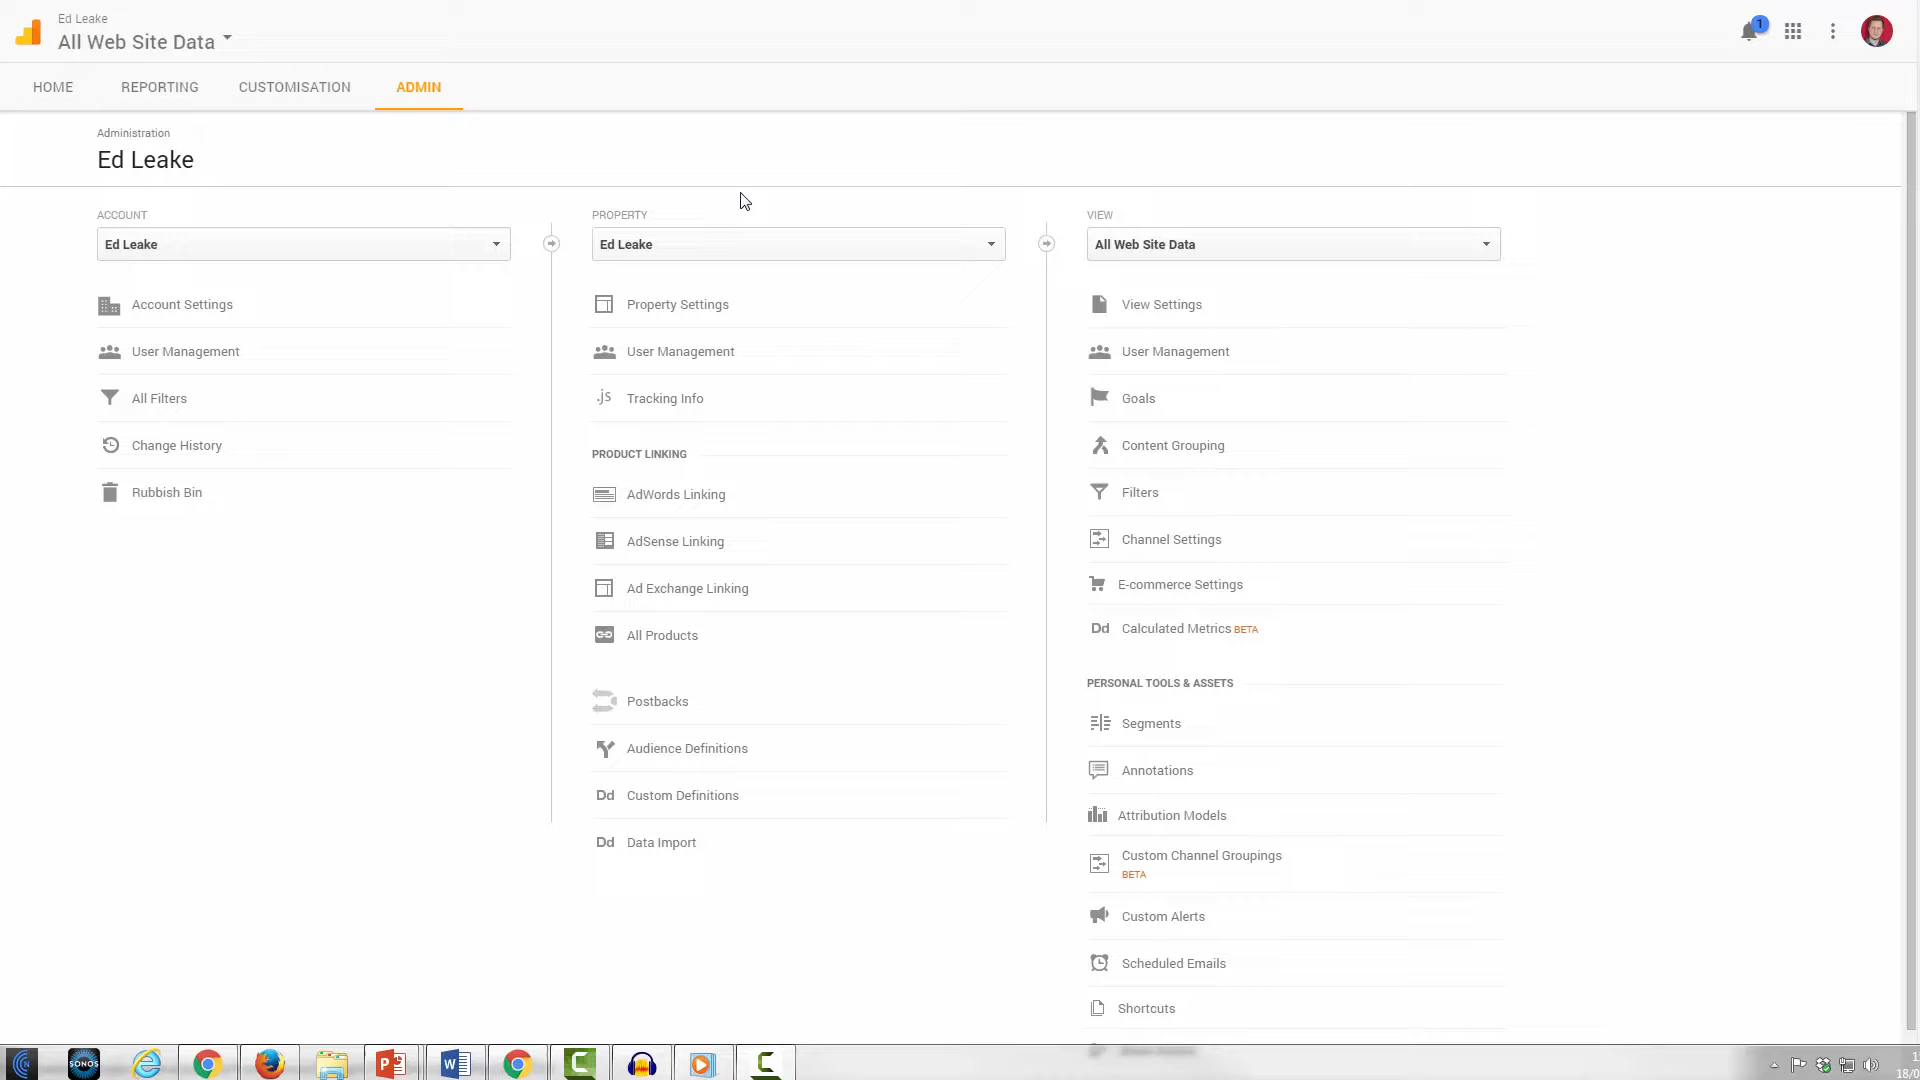 Ed Leake
All Web Site Data
1
HOME
REPORTING
CUSTOMISATION
ADMIN
Administration
Ed Leake
ACCOUNT
Ed Leake
Account Settings
User Management
All Filters
Change History
Rubbish Bin
PROPERTY
Ed Leake
Property Settings
User Management
.js Tracking Info
PRODUCT LINKING
AdWords Linking
AdSense Linking
Ad Exchange Linking
All Products
Postbacks
Audience Definitions
Dd Custom Definitions
Dd Data Import
VIEW
All Web Site Data
View Settings
User Management
Goals
Content Grouping
Filters
Channel Settings
E-commerce Settings
Dd Calculated Metrics BETA
PERSONAL TOOLS & ASSETS
Segments
Annotations
Attribution Models
Custom Channel Groupings
BETA
Custom Alerts
Scheduled Emails
Shortcuts
SONOS